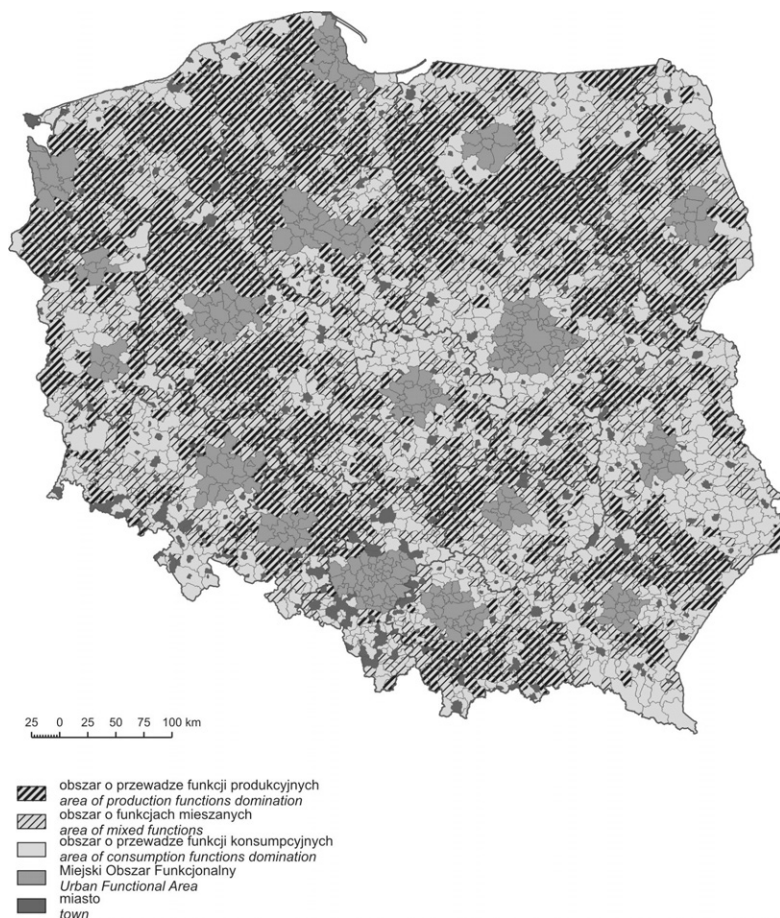 25 0 25 50 75 100 km
obszar o przewadze funkcji produkcyjnych
area of production functions domination
obszar o funkcjach mieszanych
area of mixed functions
obszar o przewadze funkcji konsumpcyjnych
area of consumption functions domination
Miejski Obszar Funkcjonalny
Urban Functional Area
miasto
town